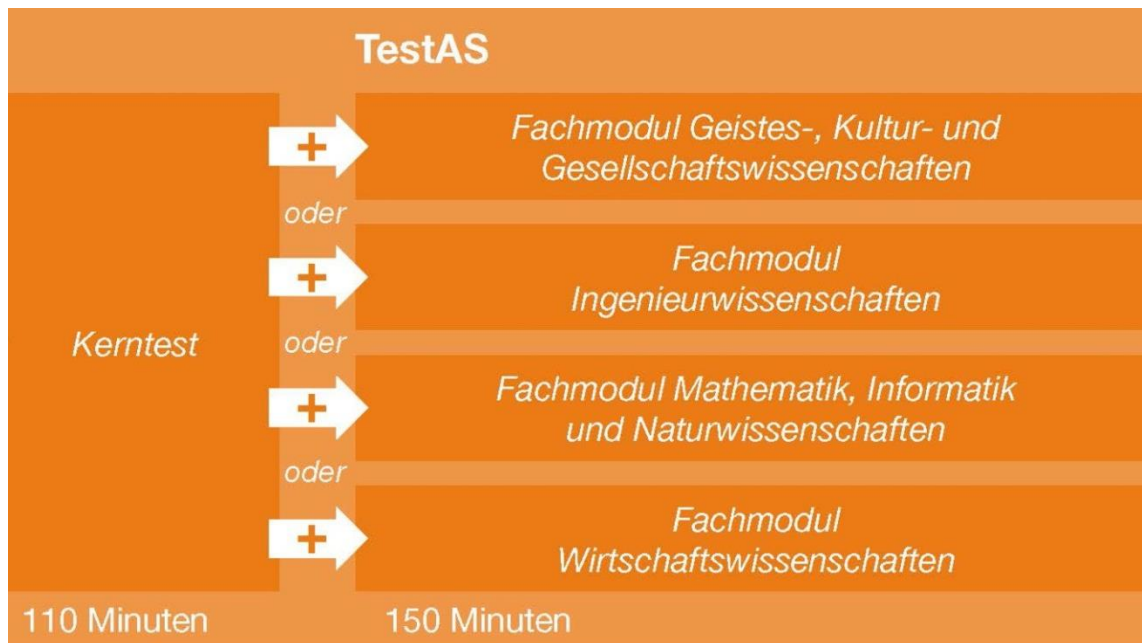 TestAS
Kerntest
+
Fachmodul Geistes-, Kultur- und
Gesellschaftswissenschaften
oder
+
Fachmodul
Ingenieurwissenschaften
oder
+
Fachmodul Mathematik, Informatik
und Naturwissenschaften
oder
+
Fachmodul
Wirtschaftswissenschaften
110 Minuten
150 Minuten